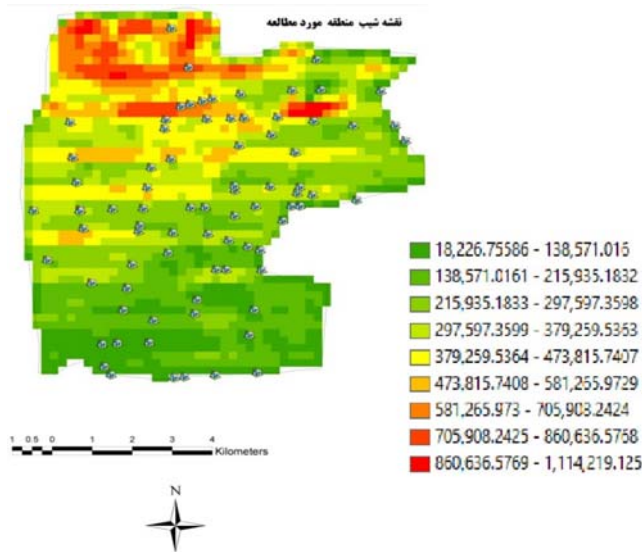 نقشه شیب منطقه مورد مطالعه
18,226.75586 - 138,571.016
138,571.0161 - 215,935.1832
215,935.1833 - 297,597.3598
297,597.3599 - 379,259.5363
379,259.5364 - 473,815.7407
473,815.7408 - 581,265.9729
581,265.973 - 705,908.2424
705,908.2425 - 860,636.5768
860,636.5769 - 1,114,219.125
1 0.5 0 1 2 3 4
Kilometers
N